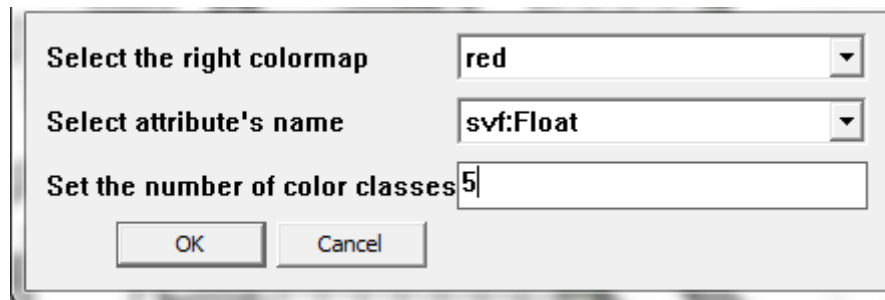 Select the right colormap red
Select attribute's name svf:Float
Set the number of color classes 5
OK Cancel